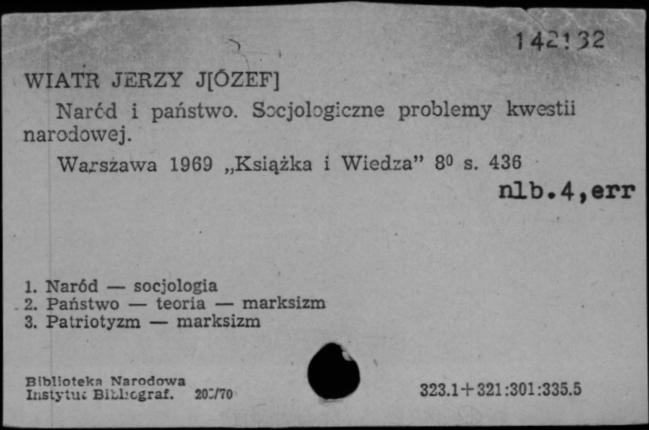 142132
WIATR JERZY J[ÓZEF]
Naród i państwo. Socjologiczne problemy kwestii
narodowej.
Warszawa 1969 „Książka i Wiedza” 8⁰ s. 436
nlb.4,err
1. Naród — socjologia
2. Państwo — teoria — marksizm
3. Patriotyzm — marksizm
Biblioteka Narodowa
Instytut Bibliograf.
323.1+321:301:335.5